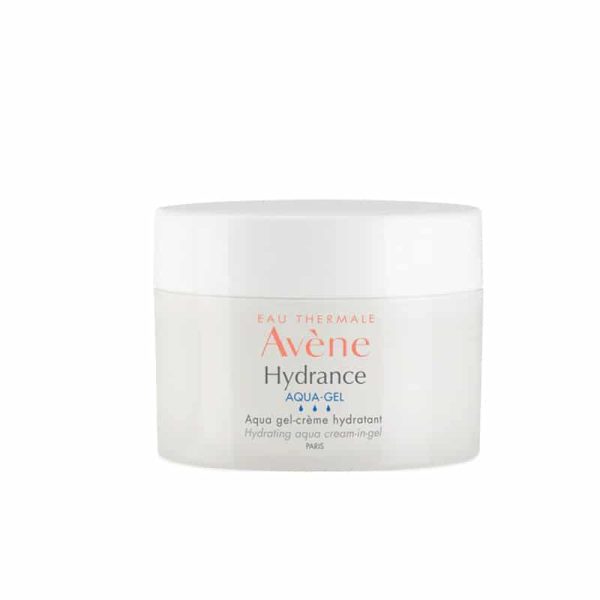 EAU THERMALE
Avène
Hydrance
AQUA-GEL
Aqua gel-crème hydratant
Hydrating aqua cream-in-gel
PARIS